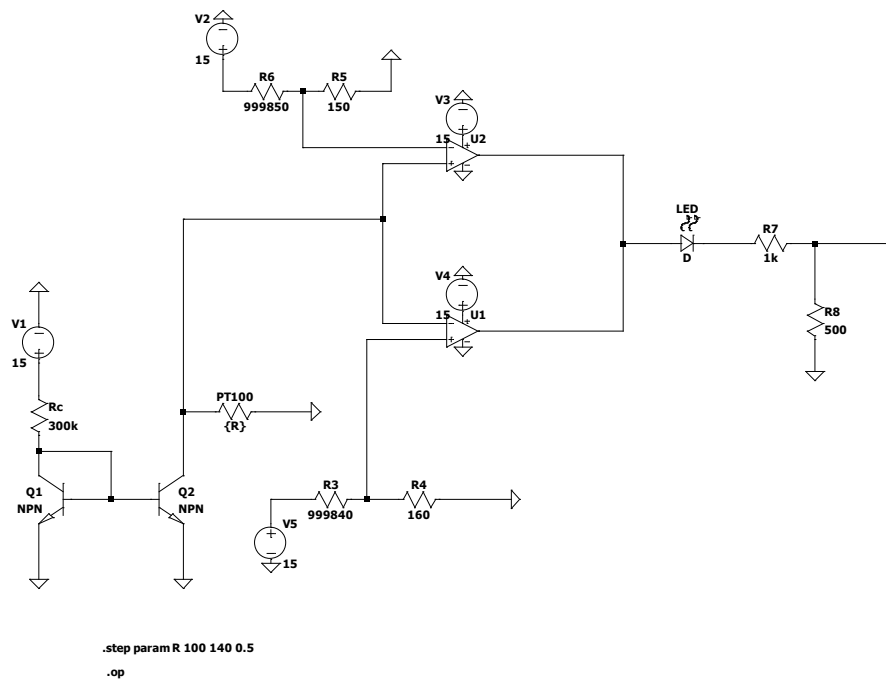 V2
15
R6
999850
R5
150
V3
15
U2
LED
D
R7
1k
R8
500
V4
15
U1
V1
15
Rc
300k
PT100
{R}
Q1
NPN
Q2
NPN
R3
999840
R4
160
V5
15
.step param R 100 140 0.5
.op